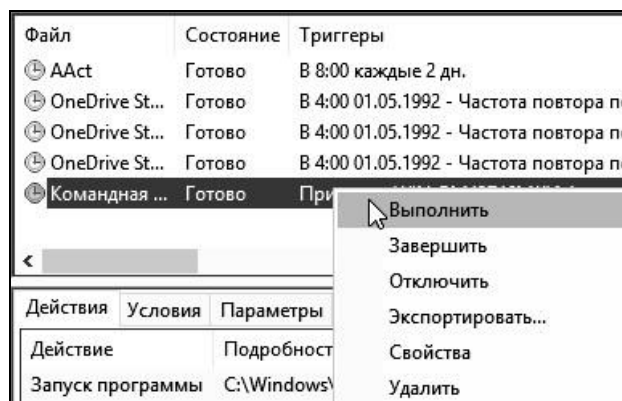 Файл Состояние Триггеры
AAct Готово В 8:00 каждые 2 дн.
OneDrive St... Готово В 4:00 01.05.1992 - Частота повтора п
OneDrive St... Готово В 4:00 01.05.1992 - Частота повтора п
OneDrive St... Готово В 4:00 01.05.1992 - Частота повтора п
Командная ... Готово При
Выполнить
Завершить
Отключить
Экспортировать...
Свойства
Удалить
Действия Условия Параметры
Действие Подробност
Запуск программы C:\Windows\